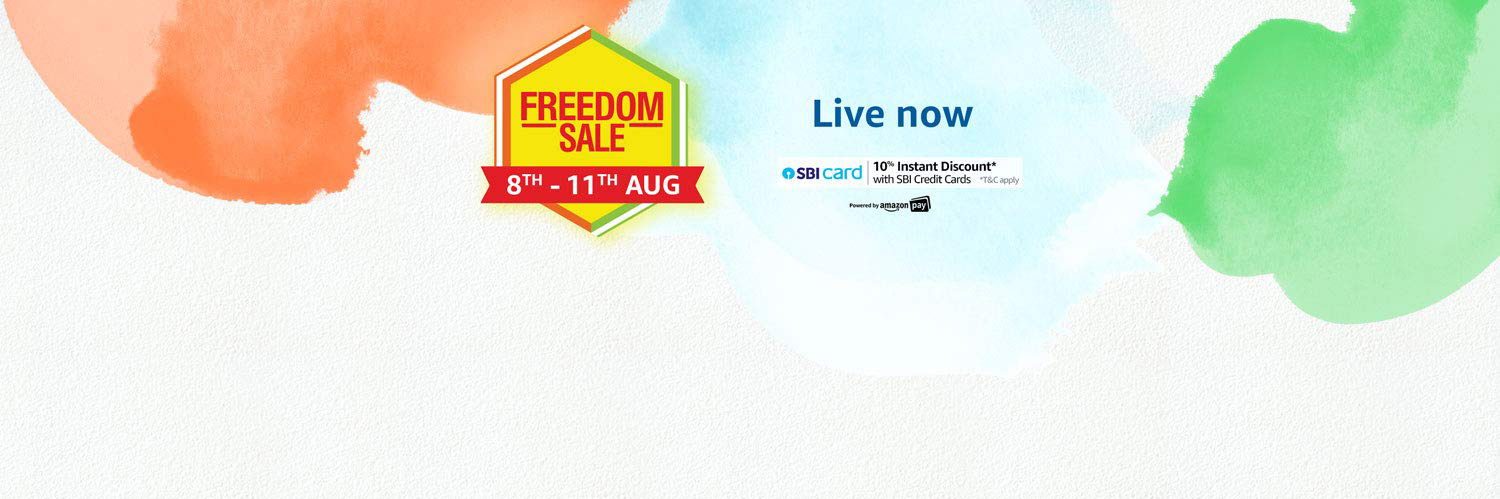 FREEDOM
SALE
8TH - 11TH AUG
Live now
SBI card
10% Instant Discount*
with SBI Credit Cards *T&C apply
Powered by amazon pay